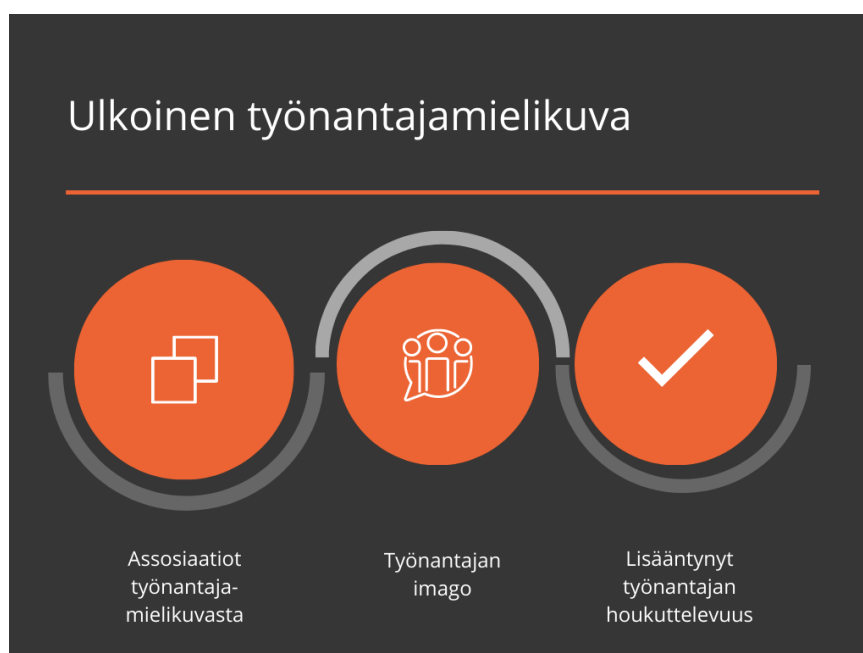 Ulkoinen työnantajamielikuva
Assosiaatiot
työnantaja-
mielikuvasta
Työnantajan
imago
Lisääntynyt
työnantajan
houkuttelevuus